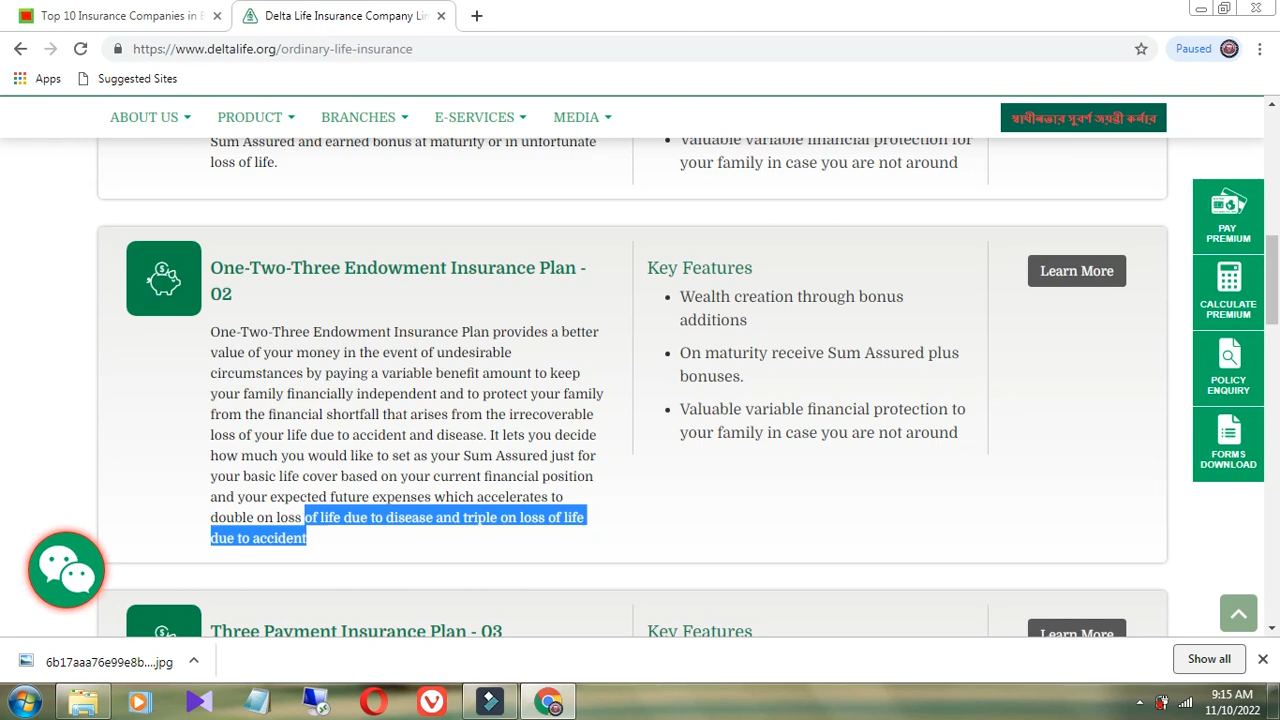 Top 10 Insurance Companies in B
Delta Life Insurance Company Lim
https://www.deltalife.org/ordinary-life-insurance
Paused
Apps
Suggested Sites
ABOUT US
PRODUCT
BRANCHES
E-SERVICES
MEDIA
স্বাধীনতার সুবর্ণ জয়ন্তী কর্নার
Sum Assured and earned bonus at maturity or in unfortunate
loss of life.
Valuable variable financial protection for
your family in case you are not around
One-Two-Three Endowment Insurance Plan -
02
One-Two-Three Endowment Insurance Plan provides a better
value of your money in the event of undesirable
circumstances by paying a variable benefit amount to keep
your family financially independent and to protect your family
from the financial shortfall that arises from the irrecoverable
loss of your life due to accident and disease. It lets you decide
how much you would like to set as your Sum Assured just for
your basic life cover based on your current financial position
and your expected future expenses which accelerates to
double on loss of life due to disease and triple on loss of life
due to accident
Key Features
Wealth creation through bonus
additions
On maturity receive Sum Assured plus
bonuses.
Valuable variable financial protection to
your family in case you are not around
Learn More
PAY
PREMIUM
CALCULATE
PREMIUM
POLICY
ENQUIRY
FORMS
DOWNLOAD
Three Payment Insurance Plan - 03
Key Features
Learn More
6b17aaa76e99e8b....jpg
Show all
9:15 AM
11/10/2022